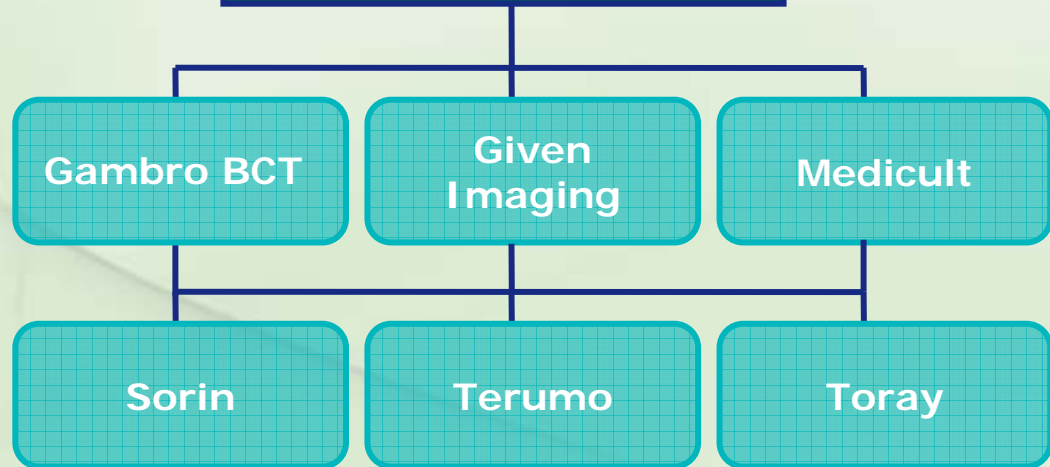 Gambro BCT
Given
Imaging
Medicult
Sorin
Terumo
Toray